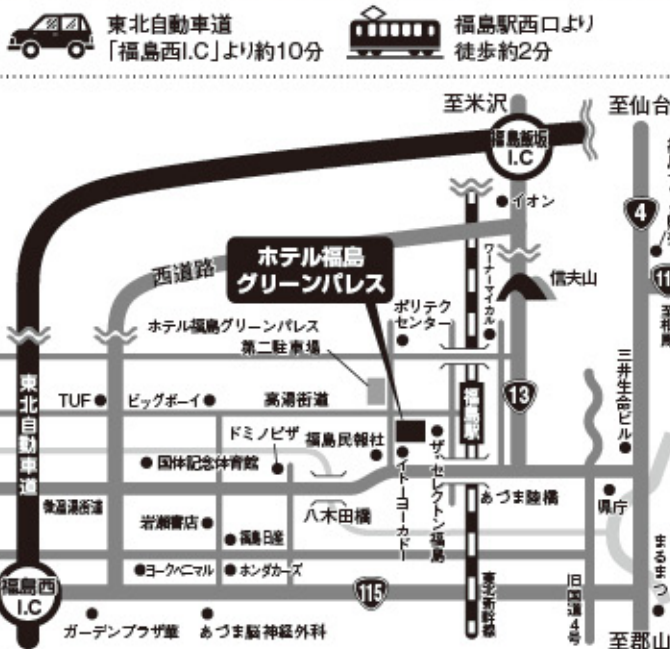 東北自動車道
「福島西I.C」より約10分
福島駅西口より
徒歩約2分
至米沢
至仙台
福島飯坂
I.C
イオン
4
ホテル福島
グリーンパレス
西道路
ワーナーマイカル
信夫山
ポリテク
センター
ホテル福島グリーンパレス
第二駐車場
至相馬
三井生命ビル
東北自動車道
TUF
ビッグボーイ
高湯街道
福島駅
13
ドミノピザ
福島民報社
国体記念体育館
イトーヨーカドー
ザ・セレクトン福島
あづま陸橋
県庁
岩瀬書店
福島日産
八木田橋
ヨークベニマル
ホンダカーズ
115
東北新幹線
旧国道4号
まるまつ
福島西
I.C
ガーデンプラザ華
あづま脳神経外科
至郡山